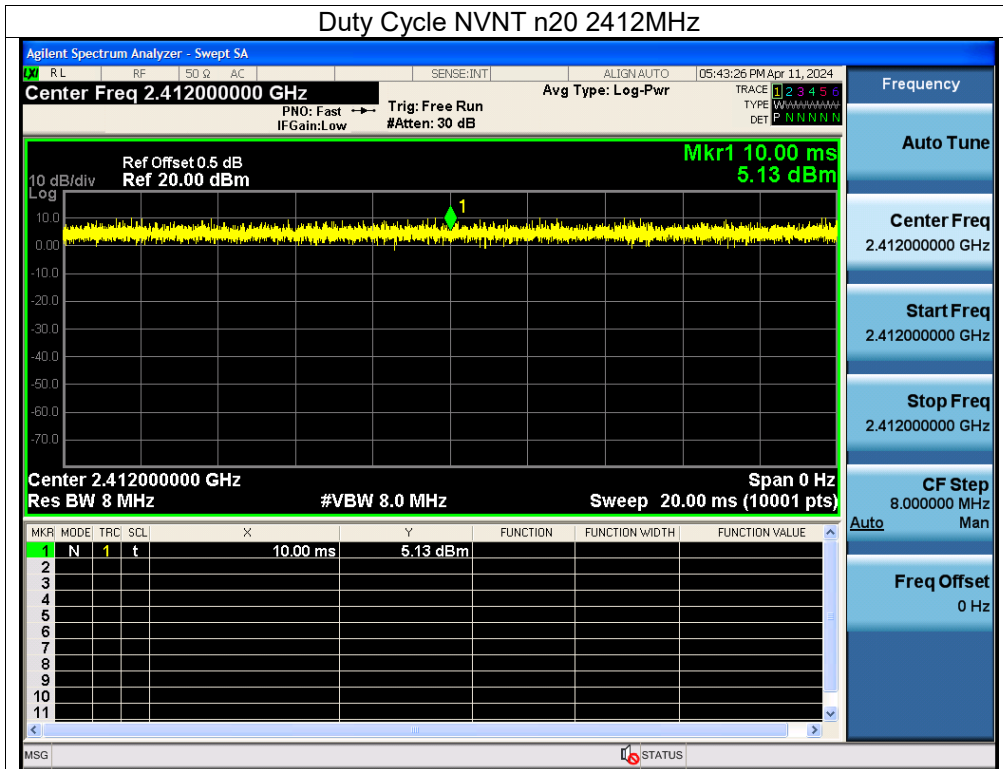 Duty Cycle NVNT n20 2412MHz
Agilent Spectrum Analyzer - Swept SA
LXI RL RF 50 Ω AC SENSE:INT ALIGN AUTO 05:43:26 PM Apr 11, 2024
Center Freq 2.412000000 GHz
PNO: Fast
IFGain:Low
Trig: Free Run
#Atten: 30 dB
Avg Type: Log-Pwr
TRACE 1 2 3 4 5 6
TYPE WWWWWW
DET P N N N N N
Mkr1 10.00 ms
5.13 dBm
Ref Offset 0.5 dB
10 dB/div Ref 20.00 dBm
Log
10.0
0.00
-10.0
-20.0
-30.0
-40.0
-50.0
-60.0
-70.0
1
Center 2.412000000 GHz Span 0 Hz
Res BW 8 MHz #VBW 8.0 MHz Sweep 20.00 ms (10001 pts)
MKR MODE TRC SCL X Y FUNCTION FUNCTION WIDTH FUNCTION VALUE
1 N 1 t 10.00 ms 5.13 dBm
2
3
4
5
6
7
8
9
10
11
MSG STATUS
Frequency
Auto Tune
Center Freq
2.412000000 GHz
Start Freq
2.412000000 GHz
Stop Freq
2.412000000 GHz
CF Step
8.000000 MHz
Auto Man
Freq Offset
0 Hz